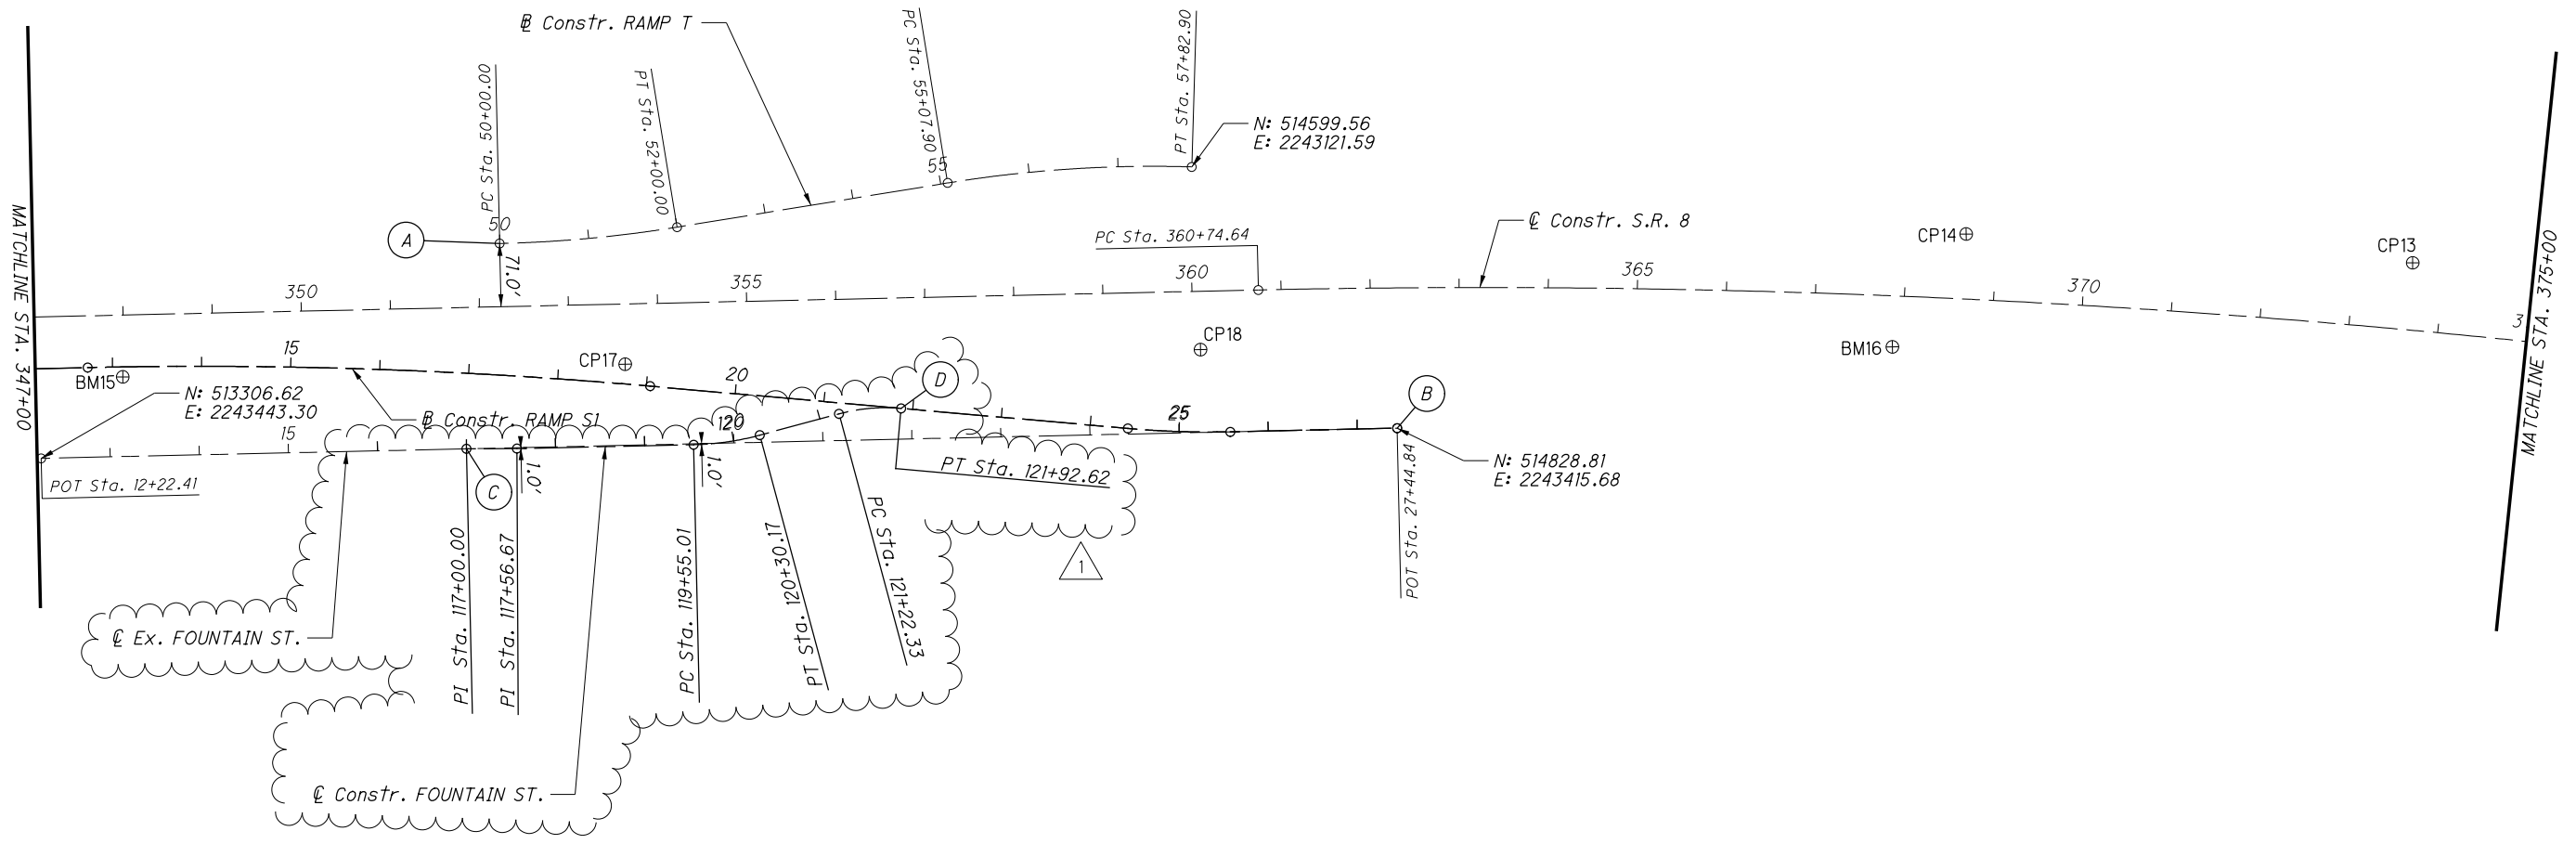 ℄ Constr. RAMP T
PC Sta. 50+00.00
PT Sta. 52+00.00
PC Sta. 55+07.90
PT Sta. 57+82.90
N: 514599.56
E: 2243121.59
50
55
A
71.0'
PC Sta. 360+74.64
℄ Constr. S.R. 8
CP14
CP13
350
355
360
365
370
3
MATCHLINE STA. 347+00
MATCHLINE STA. 375+00
15
CP17
20
CP18
BM16
BM15
D
B
N: 513306.62
E: 2243443.30
℄ Constr. RAMP S1
15
120
25
POT Sta. 12+22.41
C
1.0'
1.0'
PT Sta. 121+92.62
N: 514828.81
E: 2243415.68
POT Sta. 27+44.84
PI Sta. 117+00.00
PI Sta. 117+56.67
PC Sta. 119+55.01
PT Sta. 120+30.17
PC Sta. 121+22.33
1
℄ Ex. FOUNTAIN ST.
℄ Constr. FOUNTAIN ST.